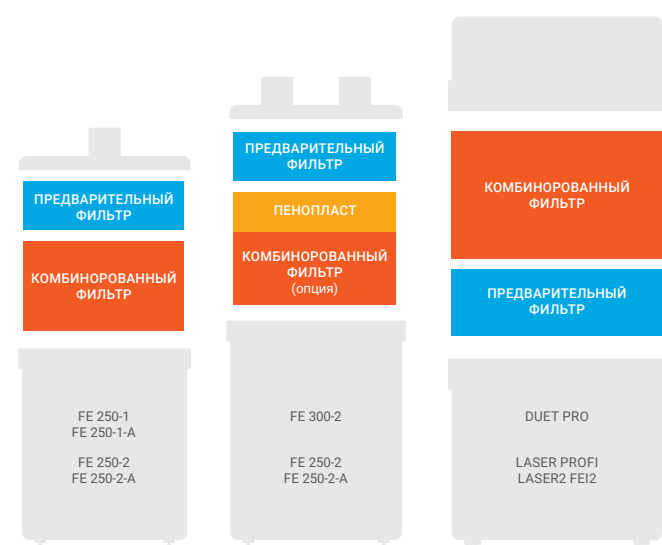 ПРЕДВАРИТЕЛЬНЫЙ
ФИЛЬТР
КОМБИНОРОВАННЫЙ
ФИЛЬТР
FE 250-1
FE 250-1-A
FE 250-2
FE 250-2-A
ПРЕДВАРИТЕЛЬНЫЙ
ФИЛЬТР
ПЕНОПЛАСТ
КОМБИНОРОВАННЫЙ
ФИЛЬТР
(опция)
FE 300-2
FE 250-2
FE 250-2-A
КОМБИНОРОВАННЫЙ
ФИЛЬТР
ПРЕДВАРИТЕЛЬНЫЙ
ФИЛЬТР
DUET PRO
LASER PROFI
LASER2 FEI2